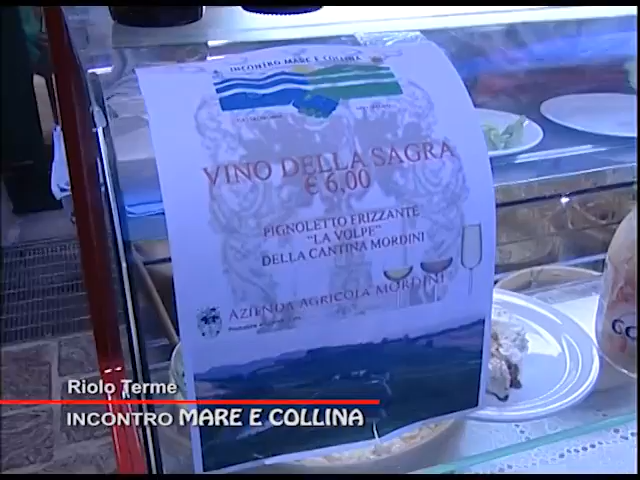 INCONTRO MARE E COLLINA
VINO DELLA SAGRA
€ 6,00
PIGNOLETTO FRIZZANTE
"LA VOLPE"
DELLA CANTINA MORDINI
AZIENDA AGRICOLA MORDINI
Riolo Terme
INCONTRO MARE E COLLINA